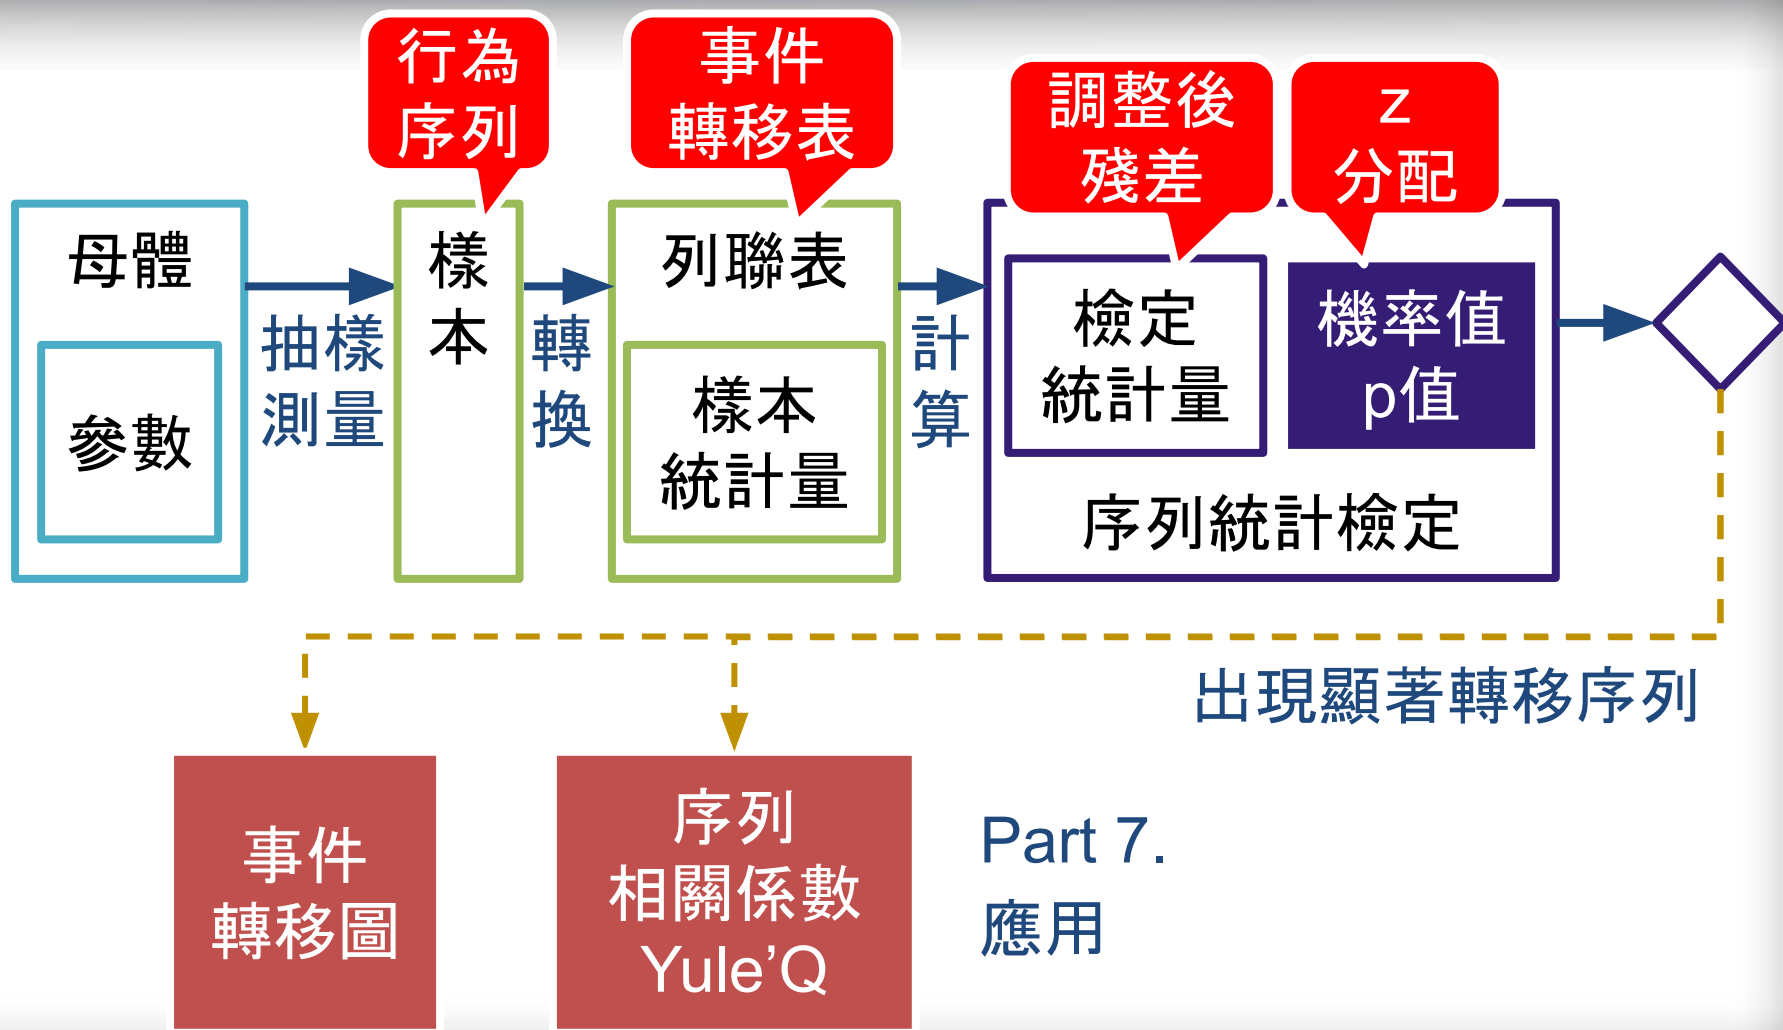 行為
序列
事件
轉移表
調整後
殘差
z
分配
母體
參數
抽樣
測量
樣
本
轉
換
列聯表
樣本
統計量
計
算
檢定
統計量
機率值
p值
序列統計檢定
出現顯著轉移序列
事件
轉移圖
序列
相關係數
Yule’Q
Part 7.
應用